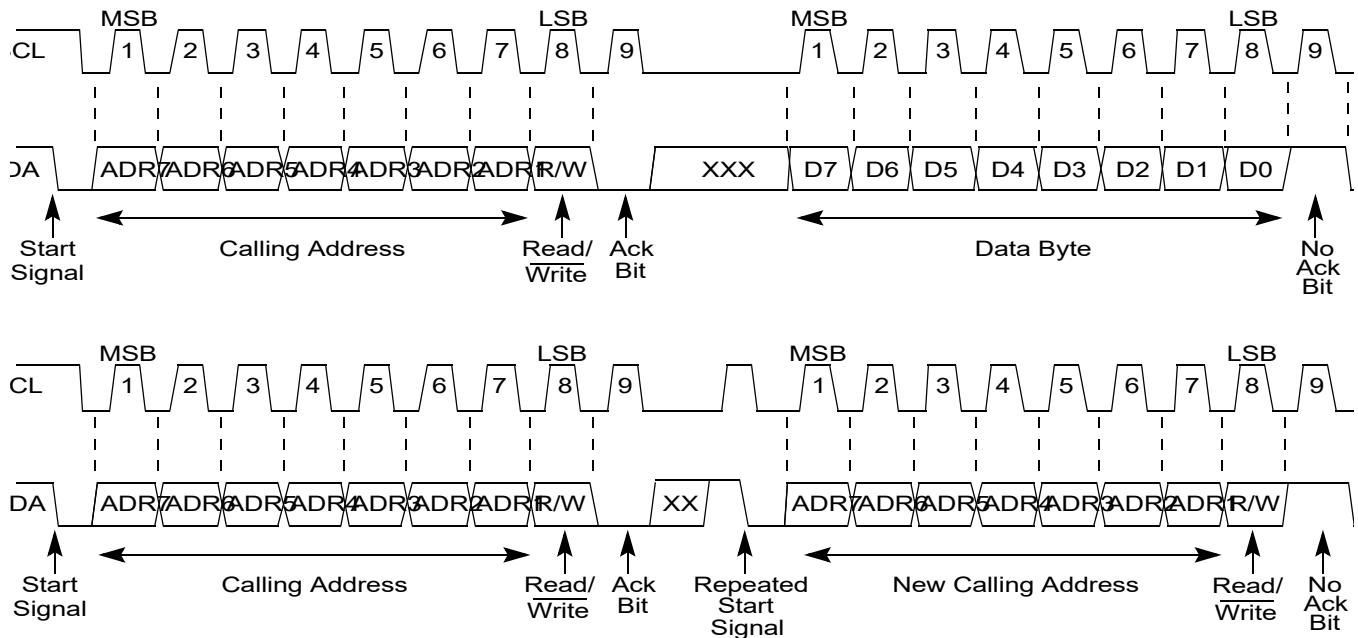 MSB LSB MSB LSB
CL 1 2 3 4 5 6 7 8 9 1 2 3 4 5 6 7 8 9
DA ADR7 ADR6 ADR5 ADR4 ADR3 ADR2 ADR1 R/W XXX D7 D6 D5 D4 D3 D2 D1 D0
Start Calling Address Read/ Ack Data Byte No
Signal Write Bit Ack
Bit
MSB LSB MSB LSB
CL 1 2 3 4 5 6 7 8 9 1 2 3 4 5 6 7 8 9
DA ADR7 ADR6 ADR5 ADR4 ADR3 ADR2 ADR1 R/W XX ADR7 ADR6 ADR5 ADR4 ADR3 ADR2 ADR1 R/W
Start Calling Address Read/ Ack Repeated New Calling Address Read/ No
Signal Write Bit Start Write Ack
Signal Bit